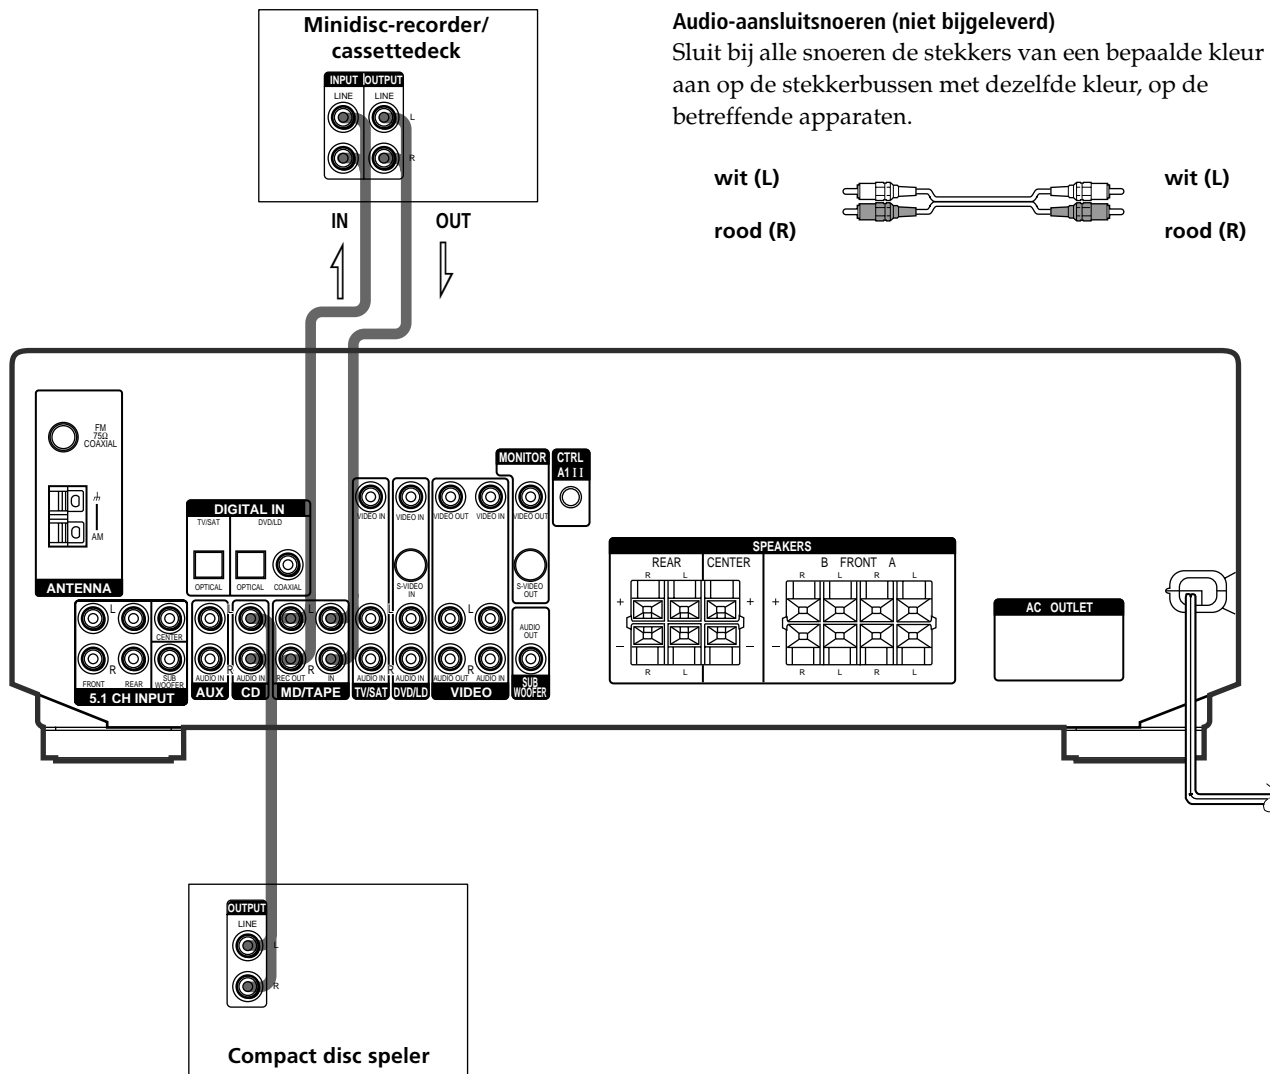 Minidisc-recorder/
cassettedeck
INPUT OUTPUT
LINE LINE
L
R
IN OUT
Audio-aansluitsnoeren (niet bijgeleverd)
Sluit bij alle snoeren de stekkers van een bepaalde kleur
aan op de stekkerbussen met dezelfde kleur, op de
betreffende apparaten.
wit (L) wit (L)
rood (R) rood (R)
FM
75Ω
COAXIAL
AM
ANTENNA
DIGITAL IN
TV/SAT DVD/LD
OPTICAL OPTICAL COAXIAL
MONITOR
CTRL
A1 II
VIDEO IN VIDEO IN VIDEO OUT VIDEO IN VIDEO OUT
S-VIDEO
IN
S-VIDEO
OUT
AUDIO
OUT
SUB
WOOFER
L L L L L
CENTER
R R R R R
FRONT REAR SUB
WOOFER
AUDIO IN AUDIO IN REC OUT IN AUDIO IN AUDIO IN AUDIO OUT AUDIO IN
5.1 CH INPUT AUX CD MD/TAPE TV/SAT DVD/LD VIDEO
SPEAKERS
REAR CENTER B FRONT A
R L R L R L
+ + +
– – –
R L R L R L
AC OUTLET
OUTPUT
LINE
L
R
Compact disc speler